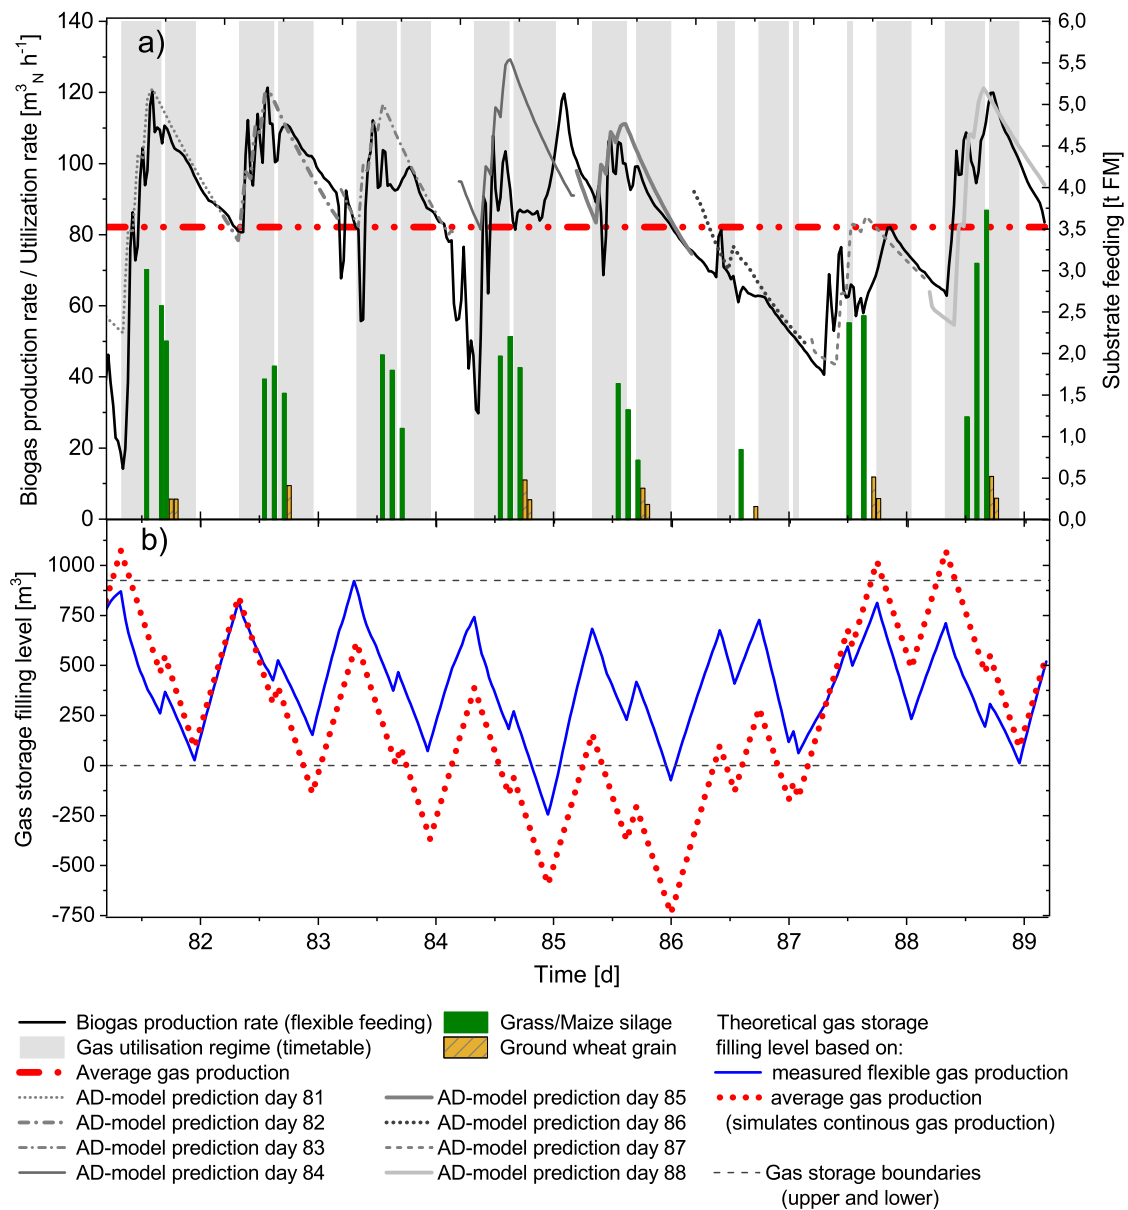 a)
Biogas production rate / Utilization rate [m³N h⁻¹]
140
120
100
80
60
40
20
0
6,0
5,5
5,0
4,5
4,0
3,5
3,0
2,5
2,0
1,5
1,0
0,5
0,0
Substrate feeding [t FM]
b)
Gas storage filling level [m³]
1000
750
500
250
0
-250
-500
-750
82 83 84 85 86 87 88 89
Time [d]
Biogas production rate (flexible feeding)
Gas utilisation regime (timetable)
Average gas production
AD-model prediction day 81
AD-model prediction day 82
AD-model prediction day 83
AD-model prediction day 84
Grass/Maize silage
Ground wheat grain
AD-model prediction day 85
AD-model prediction day 86
AD-model prediction day 87
AD-model prediction day 88
Theoretical gas storage
filling level based on:
measured flexible gas production
average gas production
(simulates continous gas production)
Gas storage boundaries
(upper and lower)